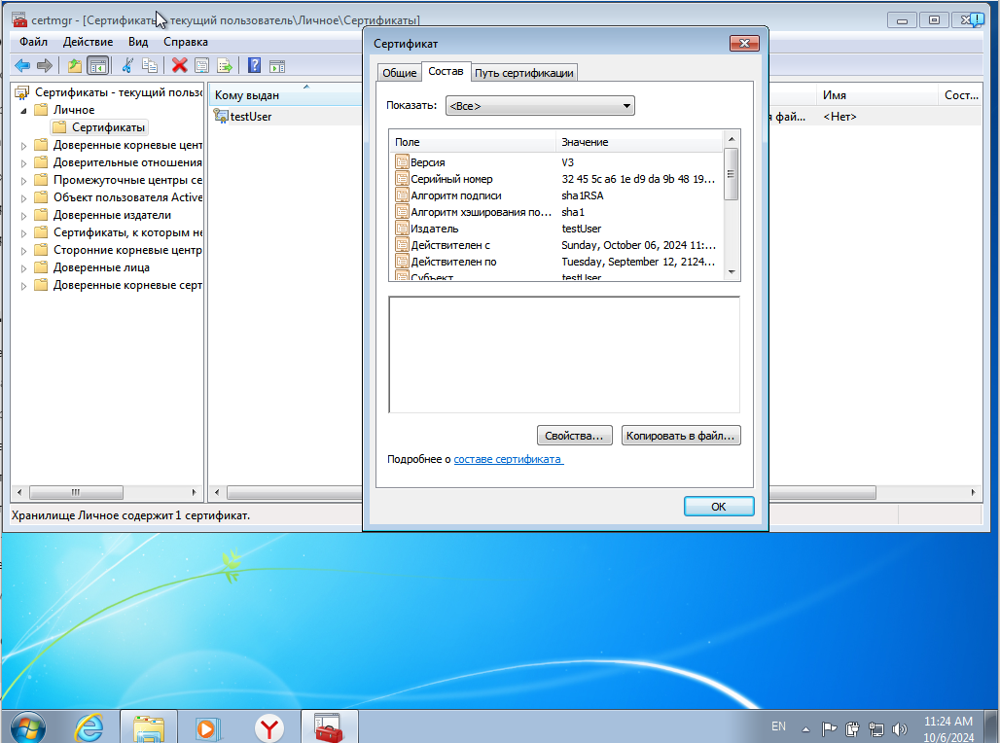 certmgr - [Сертификаты - текущий пользователь\Личное\Сертификаты]
Файл Действие Вид Справка
Сертификаты - текущий польз
Личное
Сертификаты
Доверенные корневые цент
Доверительные отношения
Промежуточные центры се
Объект пользователя Active
Доверенные издатели
Сертификаты, к которым не
Сторонние корневые центр
Доверенные лица
Доверенные корневые серт
Кому выдан
Имя
Сост...
testUser
я фай...
<Нет>
Сертификат
Общие Состав Путь сертификации
Показать: <Все>
Поле Значение
Версия V3
Серийный номер 32 45 5c a6 1e d9 da 9b 48 19...
Алгоритм подписи sha1RSA
Алгоритм хэширования по... sha1
Издатель testUser
Действителен с Sunday, October 06, 2024 11:...
Действителен по Tuesday, September 12, 2124...
Субъект testUser
Свойства... Копировать в файл...
Подробнее о составе сертификата
OK
Хранилище Личное содержит 1 сертификат.
EN
11:24 AM
10/6/2024